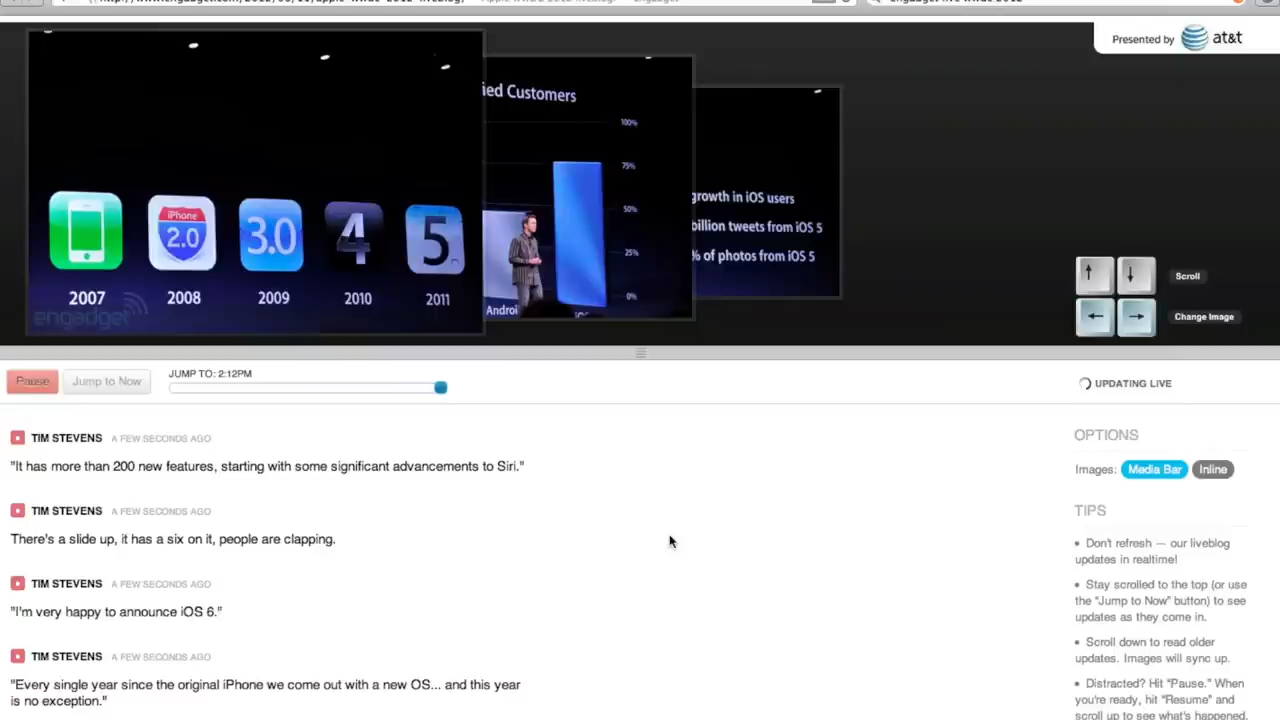 Presented by at&t
ied Customers
100%
75%
50%
25%
0%
Androi
growth in iOS users
billion tweets from iOS 5
% of photos from iOS 5
iPhone
2.0
3.0
4
5
2007
2008
2009
2010
2011
engadget
Scroll
Change Image
Pause
Jump to Now
JUMP TO: 2:12PM
UPDATING LIVE
TIM STEVENS A FEW SECONDS AGO
"It has more than 200 new features, starting with some significant advancements to Siri."
TIM STEVENS A FEW SECONDS AGO
There's a slide up, it has a six on it, people are clapping.
TIM STEVENS A FEW SECONDS AGO
"I'm very happy to announce iOS 6."
TIM STEVENS A FEW SECONDS AGO
"Every single year since the original iPhone we come out with a new OS... and this year
is no exception."
OPTIONS
Images: Media Bar Inline
TIPS
• Don't refresh — our liveblog
updates in realtime!
• Stay scrolled to the top (or use
the "Jump to Now" button) to see
updates as they come in.
• Scroll down to read older
updates. Images will sync up.
• Distracted? Hit "Pause." When
you're ready, hit "Resume" and
scroll up to see what's happened.